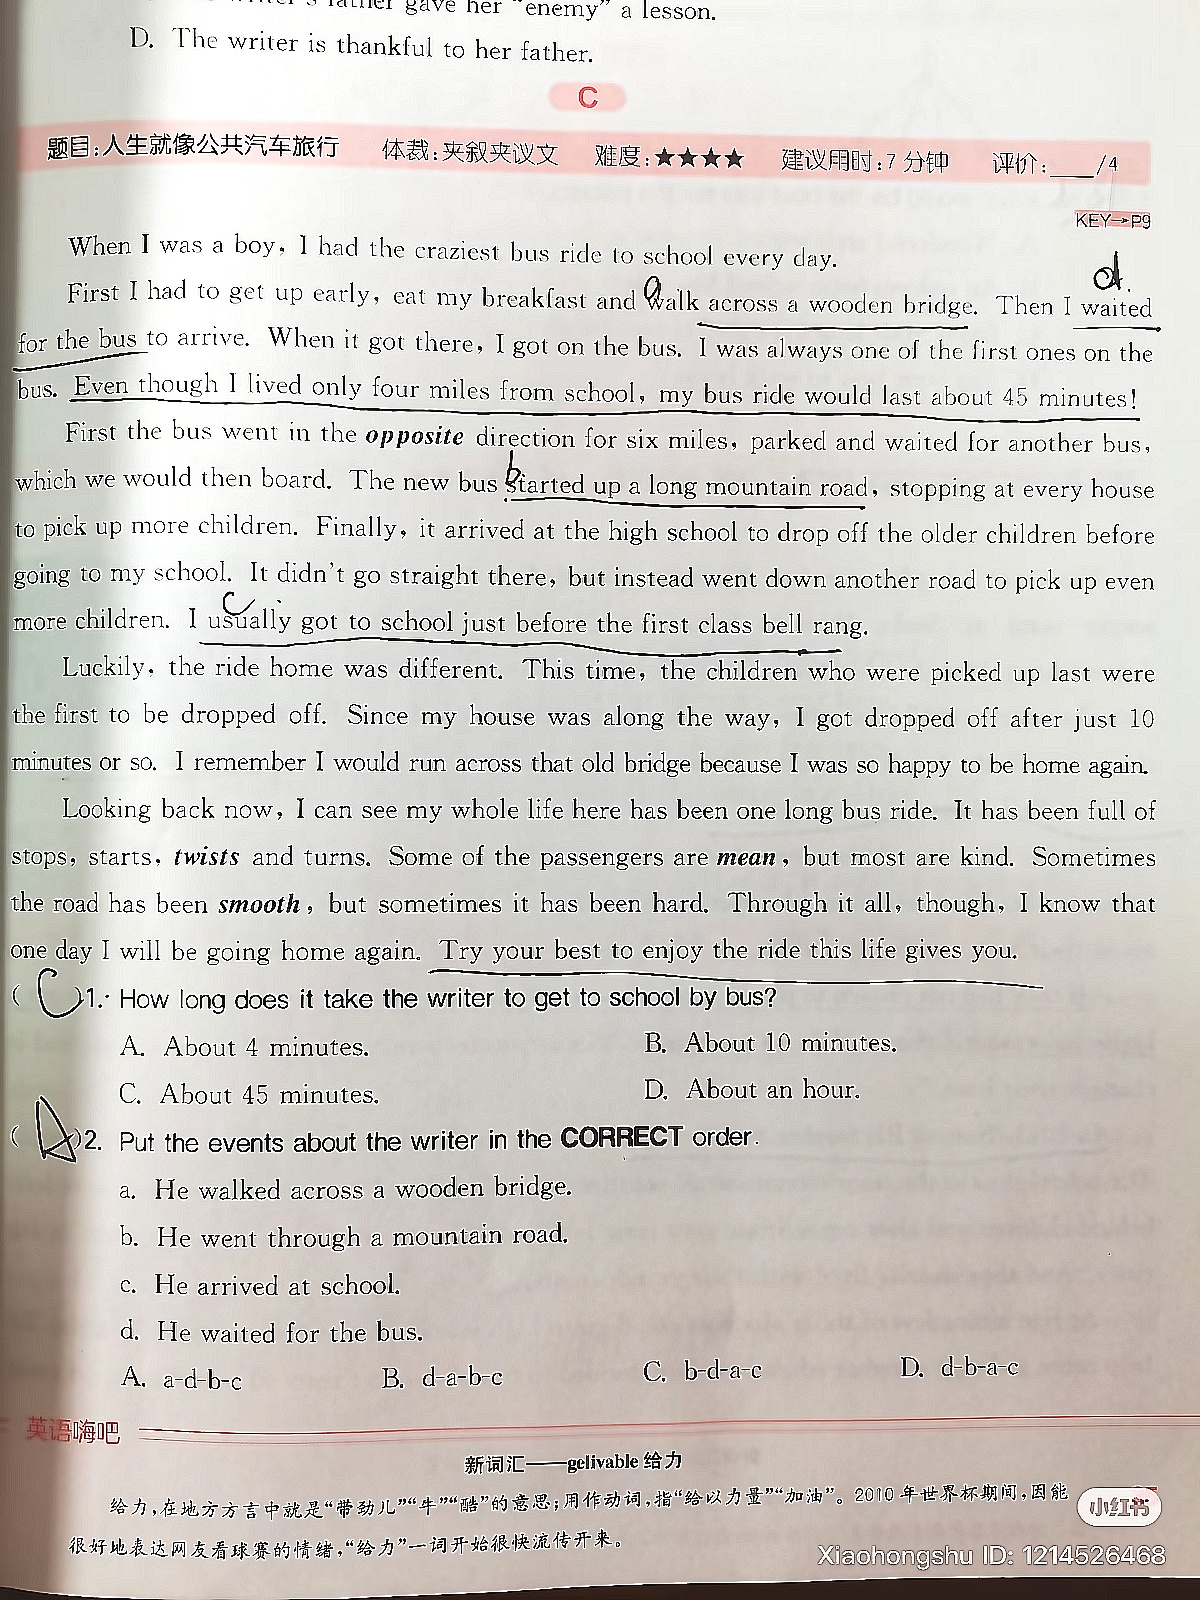 writer's father gave her "enemy" a lesson.
D. The writer is thankful to her father.
C
题目:人生就像公共汽车旅行 体裁:夹叙夹议文 难度:★★★★ 建议用时:7分钟 评价:____/4
KEY→P9
When I was a boy, I had the craziest bus ride to school every day.
a d.
First I had to get up early, eat my breakfast and walk across a wooden bridge. Then I waited
for the bus to arrive. When it got there, I got on the bus. I was always one of the first ones on the
bus. Even though I lived only four miles from school, my bus ride would last about 45 minutes!
First the bus went in the opposite direction for six miles, parked and waited for another bus,
b
which we would then board. The new bus started up a long mountain road, stopping at every house
to pick up more children. Finally, it arrived at the high school to drop off the older children before
going to my school. It didn't go straight there, but instead went down another road to pick up even
c
more children. I usually got to school just before the first class bell rang.
Luckily, the ride home was different. This time, the children who were picked up last were
the first to be dropped off. Since my house was along the way, I got dropped off after just 10
minutes or so. I remember I would run across that old bridge because I was so happy to be home again.
Looking back now, I can see my whole life here has been one long bus ride. It has been full of
stops, starts, twists and turns. Some of the passengers are mean, but most are kind. Sometimes
the road has been smooth, but sometimes it has been hard. Through it all, though, I know that
one day I will be going home again. Try your best to enjoy the ride this life gives you.
( C )1. How long does it take the writer to get to school by bus?
A. About 4 minutes. B. About 10 minutes.
C. About 45 minutes. D. About an hour.
( A )2. Put the events about the writer in the CORRECT order.
a. He walked across a wooden bridge.
b. He went through a mountain road.
c. He arrived at school.
d. He waited for the bus.
A. a-d-b-c B. d-a-b-c C. b-d-a-c D. d-b-a-c
英语嗨吧
新词汇——gelivable 给力
给力,在地方方言中就是“带劲儿”“牛”“酷”的意思;用作动词,指“给以力量”“加油”。2010年世界杯期间,因能
很好地表达网友看球赛的情绪,“给力”一词开始很快流传开来。
小红书
Xiaohongshu ID: 1214526468